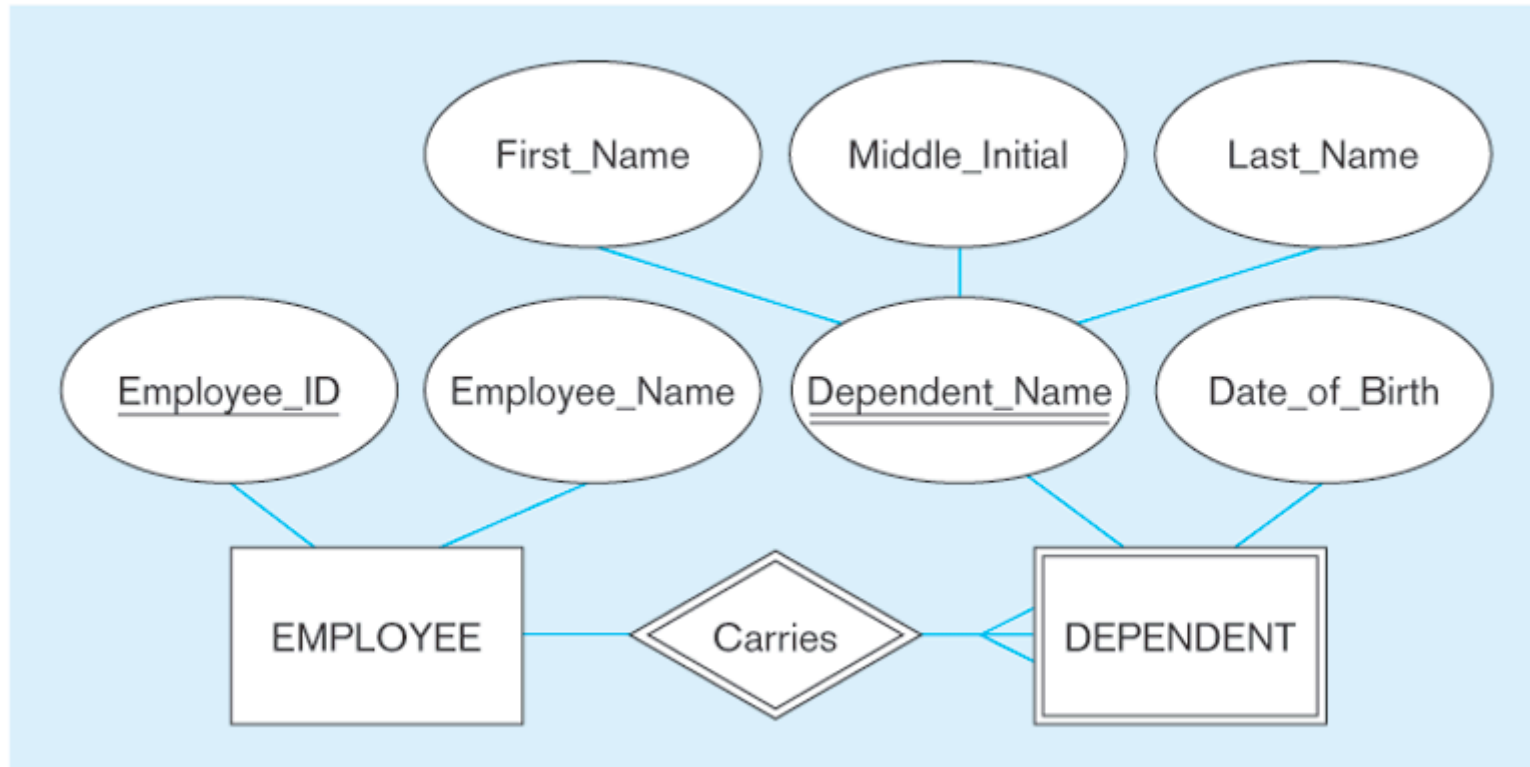 First_Name Middle_Initial Last_Name
Employee_ID Employee_Name Dependent_Name Date_of_Birth
EMPLOYEE Carries DEPENDENT